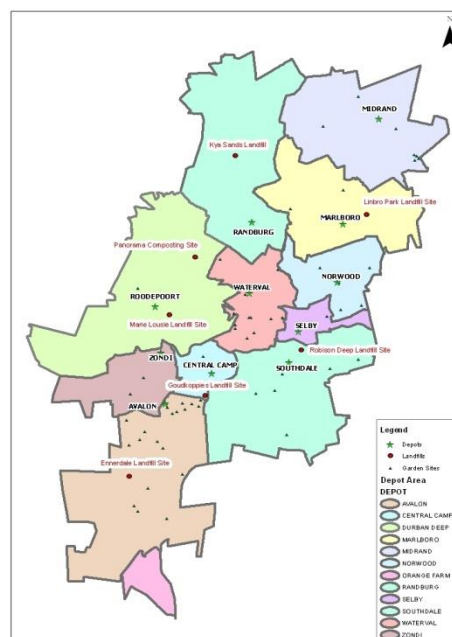 N
MIDRAND
Kya Sands Landfill
Linbro Park Landfill Site
MARLBORO
RANDBURG
Panorama Composting Site
NORWOOD
WATERVAL
ROODEPOORT
Marie Lousie Landfill Site
SELBY
Robison Deep Landfill Site
ZONDI
CENTRAL CAMP
SOUTHDALE
Goudkoppies Landfill Site
AVALON
Ennerdale Landfill Site
Legend
Depots
Landfills
Garden Sites
Depot Area
DEPOT
AVALON
CENTRAL CAMP
DURBAN DEEP
MARLBORO
MIDRAND
NORWOOD
ORANGE FARM
RANDBURG
SELBY
SOUTHDALE
WATERVAL
ZONDI